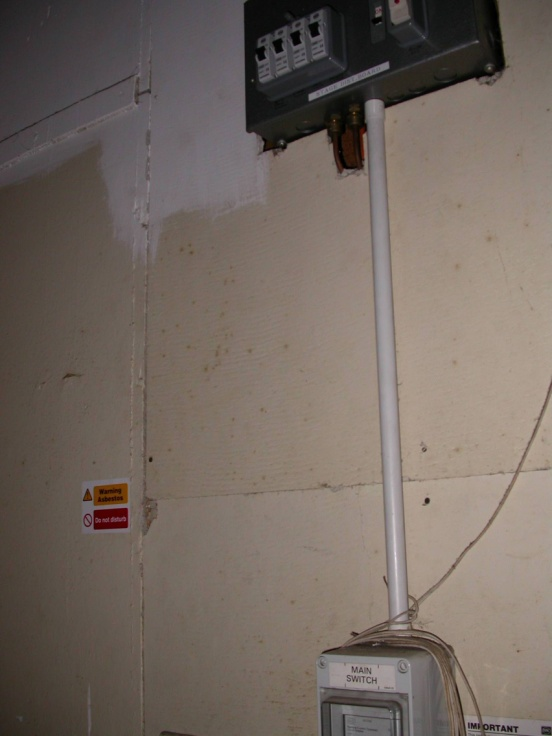 Warning
Asbestos
Do not disturb
MAIN
SWITCH
IMPORTANT